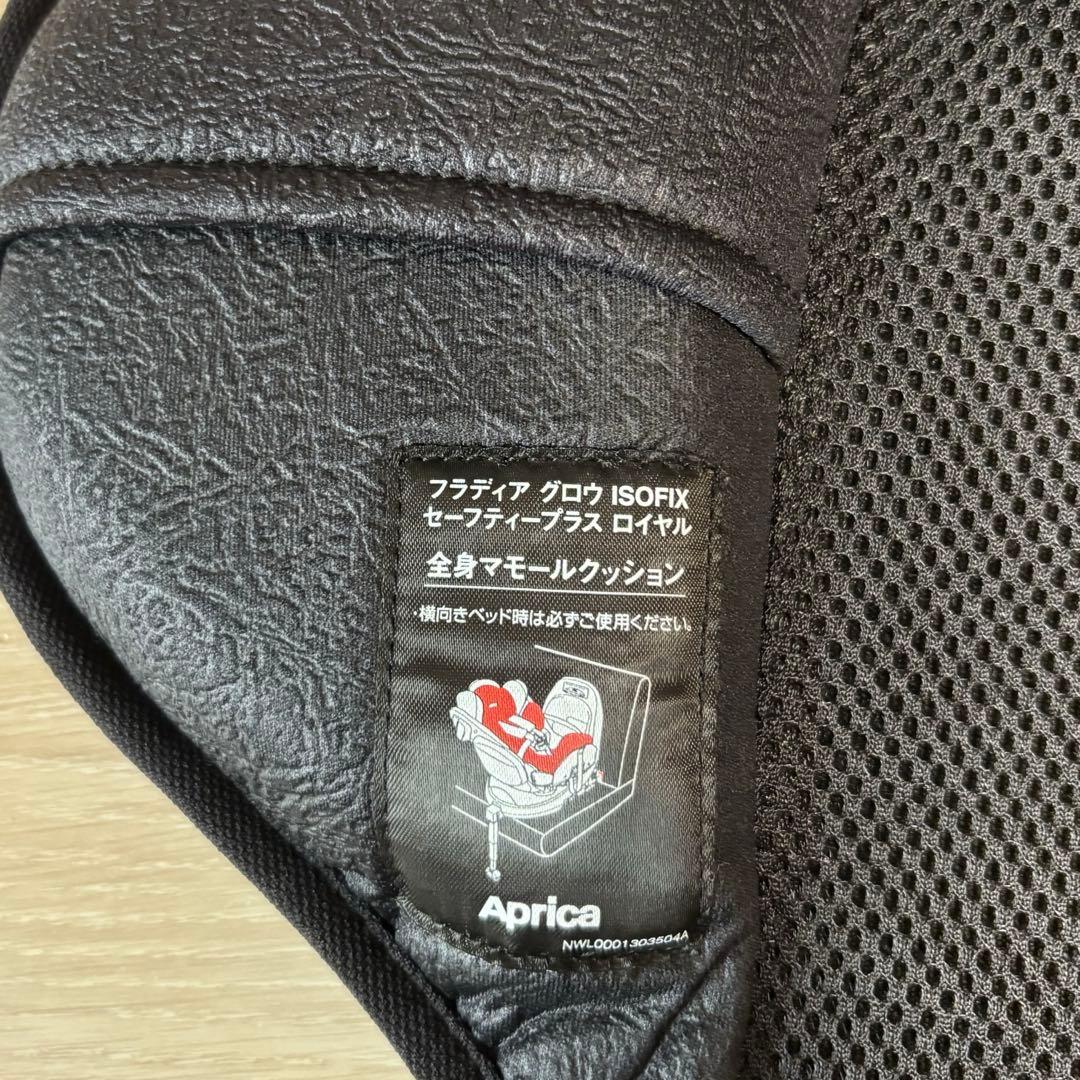 フラディア グロウ ISOFIX
セーフティープラス ロイヤル
全身マモールクッション
・横向きベッド時は必ずご使用ください。
Aprica
NWL0001303504A